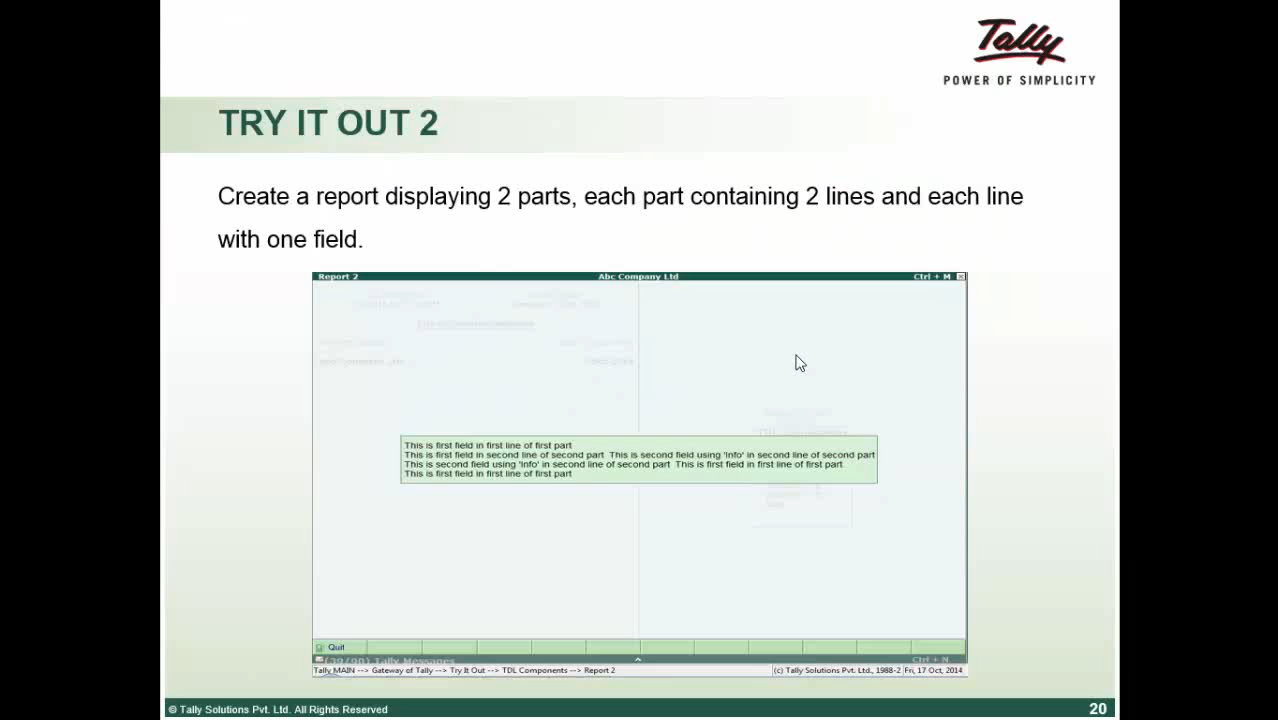 Tally
POWER OF SIMPLICITY
TRY IT OUT 2
Create a report displaying 2 parts, each part containing 2 lines and each line
with one field.
Report 2 Abc Company Ltd Ctrl + M
This is first field in first line of first part
This is first field in second line of second part This is second field using 'Info' in second line of second part
This is second field using 'Info' in second line of second part This is first field in first line of first part
This is first field in first line of first part
Quit
Tally Messages Ctrl + N
Tally MAIN --> Gateway of Tally --> Try It Out --> TDL Components --> Report 2 (c) Tally Solutions Pvt. Ltd., 1988-2 Fri, 17 Oct, 2014
© Tally Solutions Pvt. Ltd. All Rights Reserved 20